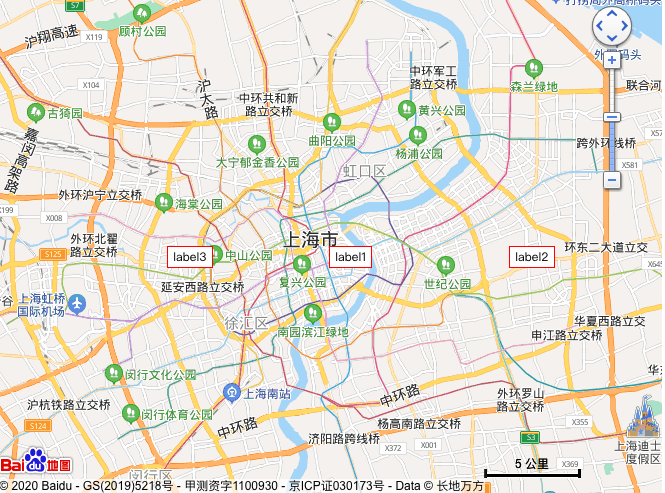 S7
打捞局外高桥码头
顾村公园
沪翔高速
X119
外高桥码头
中环军工
路立交桥
森兰绿地
联合河
X104
沪太路
中环共和新
路立交桥
古猗园
黄兴公园
曲阳公园
杨浦公园
跨外环线桥
大宁郁金香公园
X581
嘉闵高架路
虹口区
外环沪宁立交桥
海棠公园
X199
X008
外环北翟
路立交桥
上海市
环东二大道立交
S125
label3
中山公园
label1
label2
X645
复兴公园
世纪公园
延安西路立交桥
上海虹桥
国际机场
华夏西路立交
徐汇区
南园滨江绿地
申江路立交桥
闵行文化公园
上海南站
中环路
外环罗山
路立交桥
沪杭铁路立交桥
闵行体育公园
S124
中环路
杨高南路立交桥
X355
济阳路跨线桥
S3
X372
X001
上海迪士
度假区
5 公里
X369
Bai du 地图
闵行区
© 2020 Baidu - GS(2019)5218号 - 甲测资字1100930 - 京ICP证030173号 - Data © 长地万方